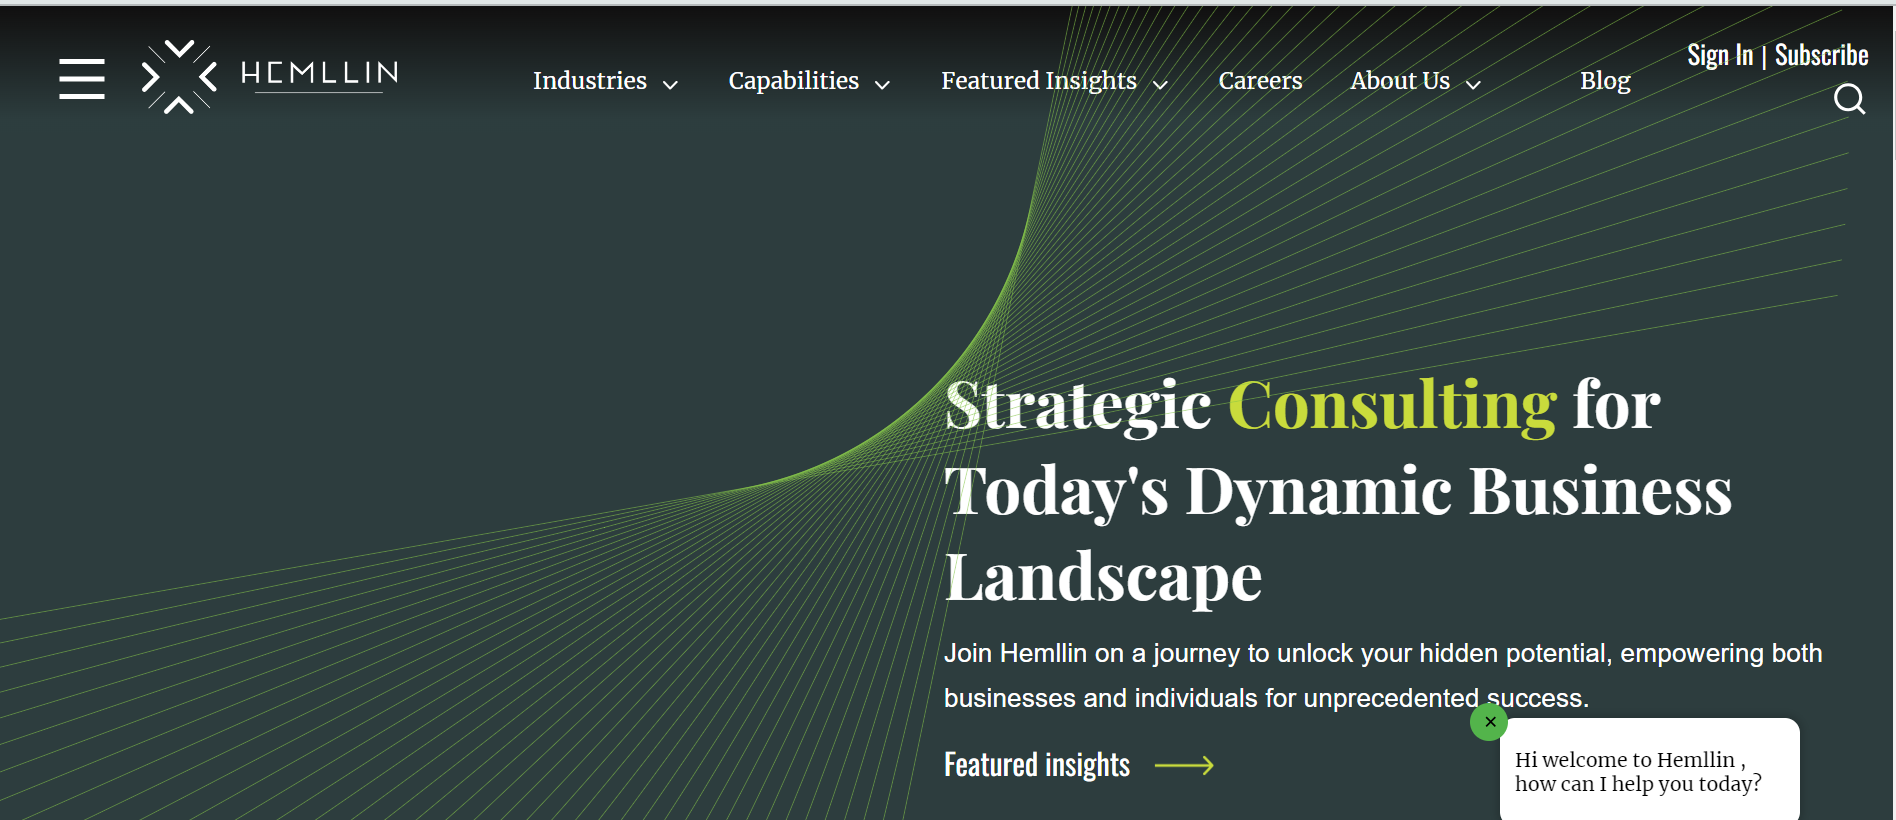 HEMLLIN
Industries
Capabilities
Featured Insights
Careers
About Us
Blog
Sign In | Subscribe
Strategic Consulting for
Today's Dynamic Business
Landscape
Join Hemllin on a journey to unlock your hidden potential, empowering both
businesses and individuals for unprecedented success.
Featured insights
Hi welcome to Hemllin ,
how can I help you today?